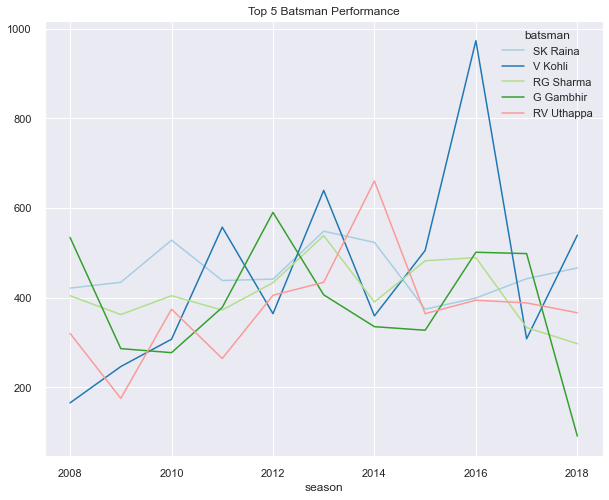 Top 5 Batsman Performance
1000
800
600
400
200
batsman
SK Raina
V Kohli
RG Sharma
G Gambhir
RV Uthappa
2008 2010 2012 2014 2016 2018
season